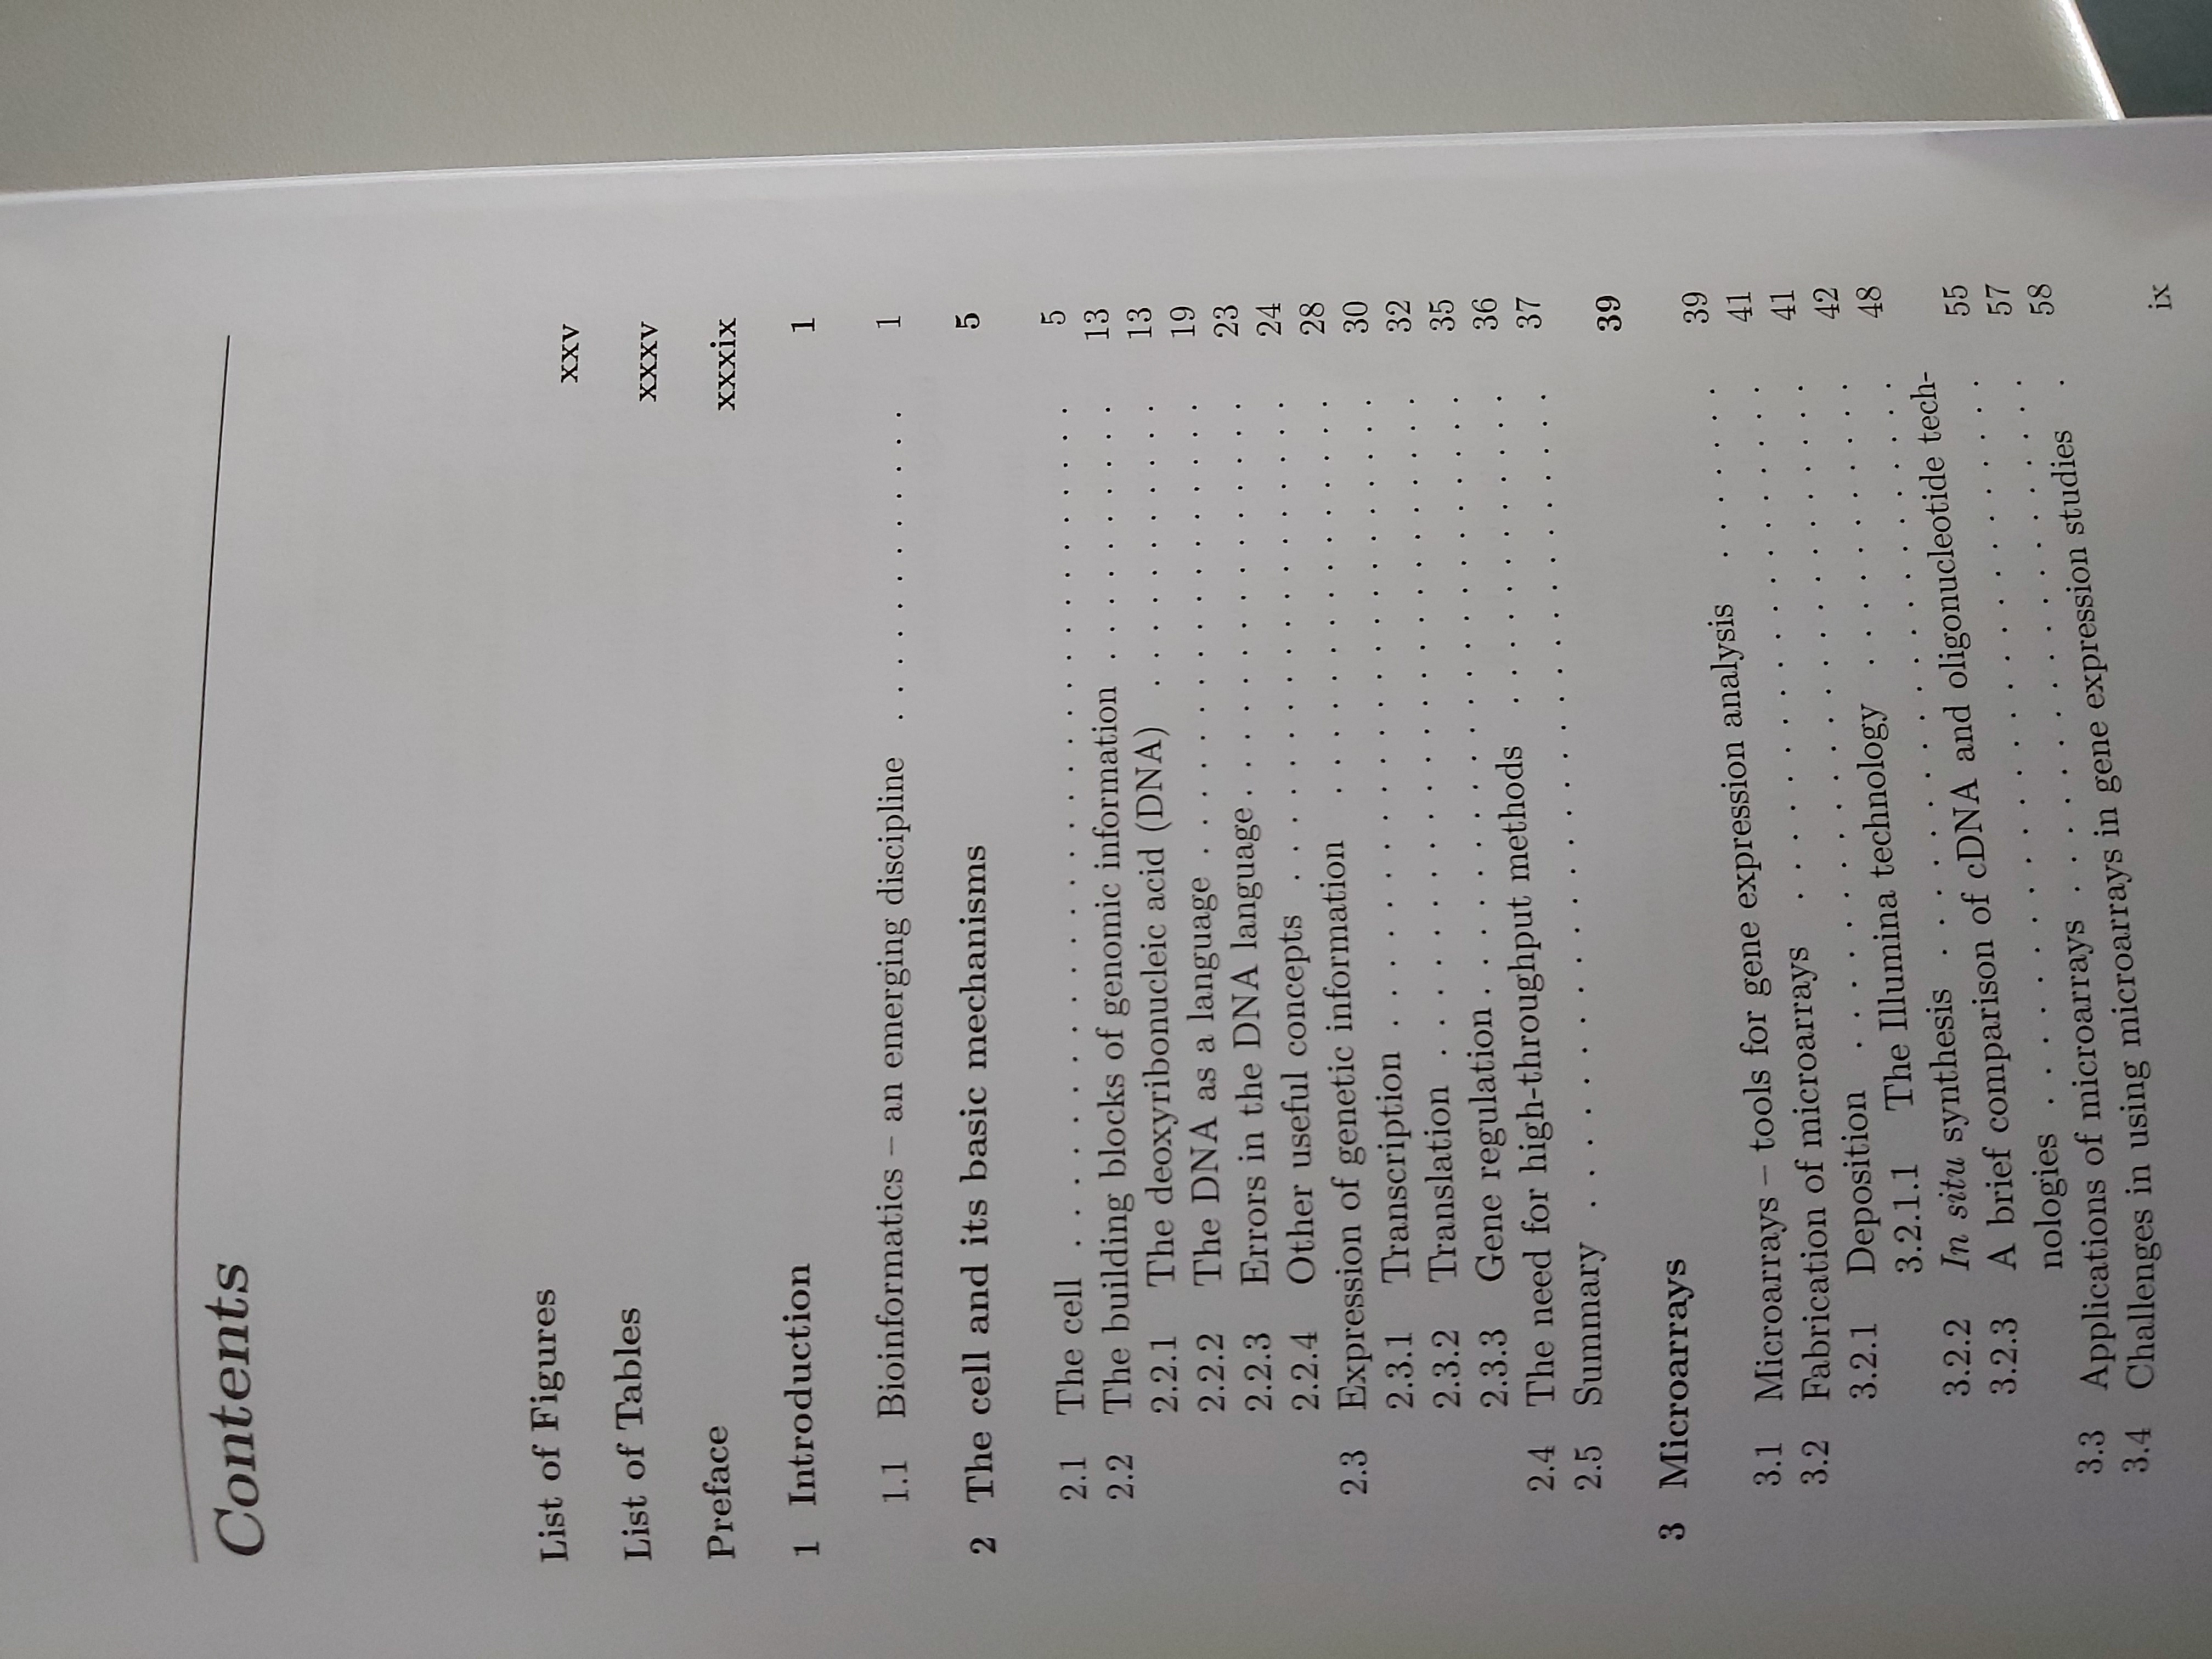 Contents
List of Figures xxv
List of Tables xxxv
Preface xxxix
1 Introduction 1
1.1 Bioinformatics – an emerging discipline . . . . . . . . . . . . 1
2 The cell and its basic mechanisms 5
2.1 The cell . . . . . . . . . . . . . . . . . . . . . . . . . . . . 5
2.2 The building blocks of genomic information . . . . . . . . . . 13
2.2.1 The deoxyribonucleic acid (DNA) . . . . . . . . . . . 13
2.2.2 The DNA as a language . . . . . . . . . . . . . . . . 19
2.2.3 Errors in the DNA language . . . . . . . . . . . . . . . 23
2.2.4 Other useful concepts . . . . . . . . . . . . . . . . . 24
2.3 Expression of genetic information . . . . . . . . . . . . . . 28
2.3.1 Transcription . . . . . . . . . . . . . . . . . . . . . . 30
2.3.2 Translation . . . . . . . . . . . . . . . . . . . . . . . 32
2.3.3 Gene regulation . . . . . . . . . . . . . . . . . . . . . 35
2.4 The need for high-throughput methods . . . . . . . . . . . 36
2.5 Summary . . . . . . . . . . . . . . . . . . . . . . . . . . . 37
3 Microarrays 39
3.1 Microarrays – tools for gene expression analysis . . . . . . . 39
3.2 Fabrication of microarrays . . . . . . . . . . . . . . . . . . 41
3.2.1 Deposition . . . . . . . . . . . . . . . . . . . . . . . 41
3.2.1.1 The Illumina technology . . . . . . . . . . . 42
3.2.2 In situ synthesis . . . . . . . . . . . . . . . . . . . . 48
3.2.3 A brief comparison of cDNA and oligonucleotide tech-
nologies . . . . . . . . . . . . . . . . . . . . . . . . . 55
3.3 Applications of microarrays . . . . . . . . . . . . . . . . . . 57
3.4 Challenges in using microarrays in gene expression studies . 58
ix